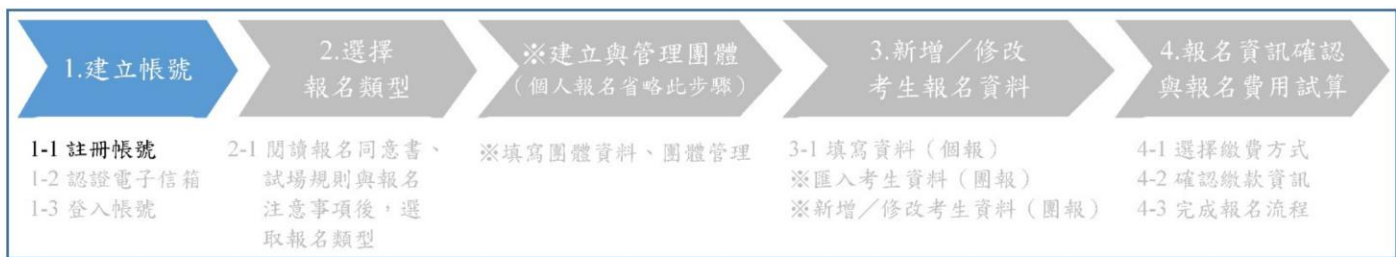 1.建立帳號
2.選擇
報名類型
※建立與管理團體
（個人報名省略此步驟）
3.新增／修改
考生報名資料
4.報名資訊確認
與報名費用試算
1-1 註冊帳號
1-2 認證電子信箱
1-3 登入帳號
2-1 閱讀報名同意書、
試場規則與報名
注意事項後，選
取報名類型
※填寫團體資料、團體管理
3-1 填寫資料（個報）
※匯入考生資料（團報）
※新增／修改考生資料（團報）
4-1 選擇繳費方式
4-2 確認繳款資訊
4-3 完成報名流程